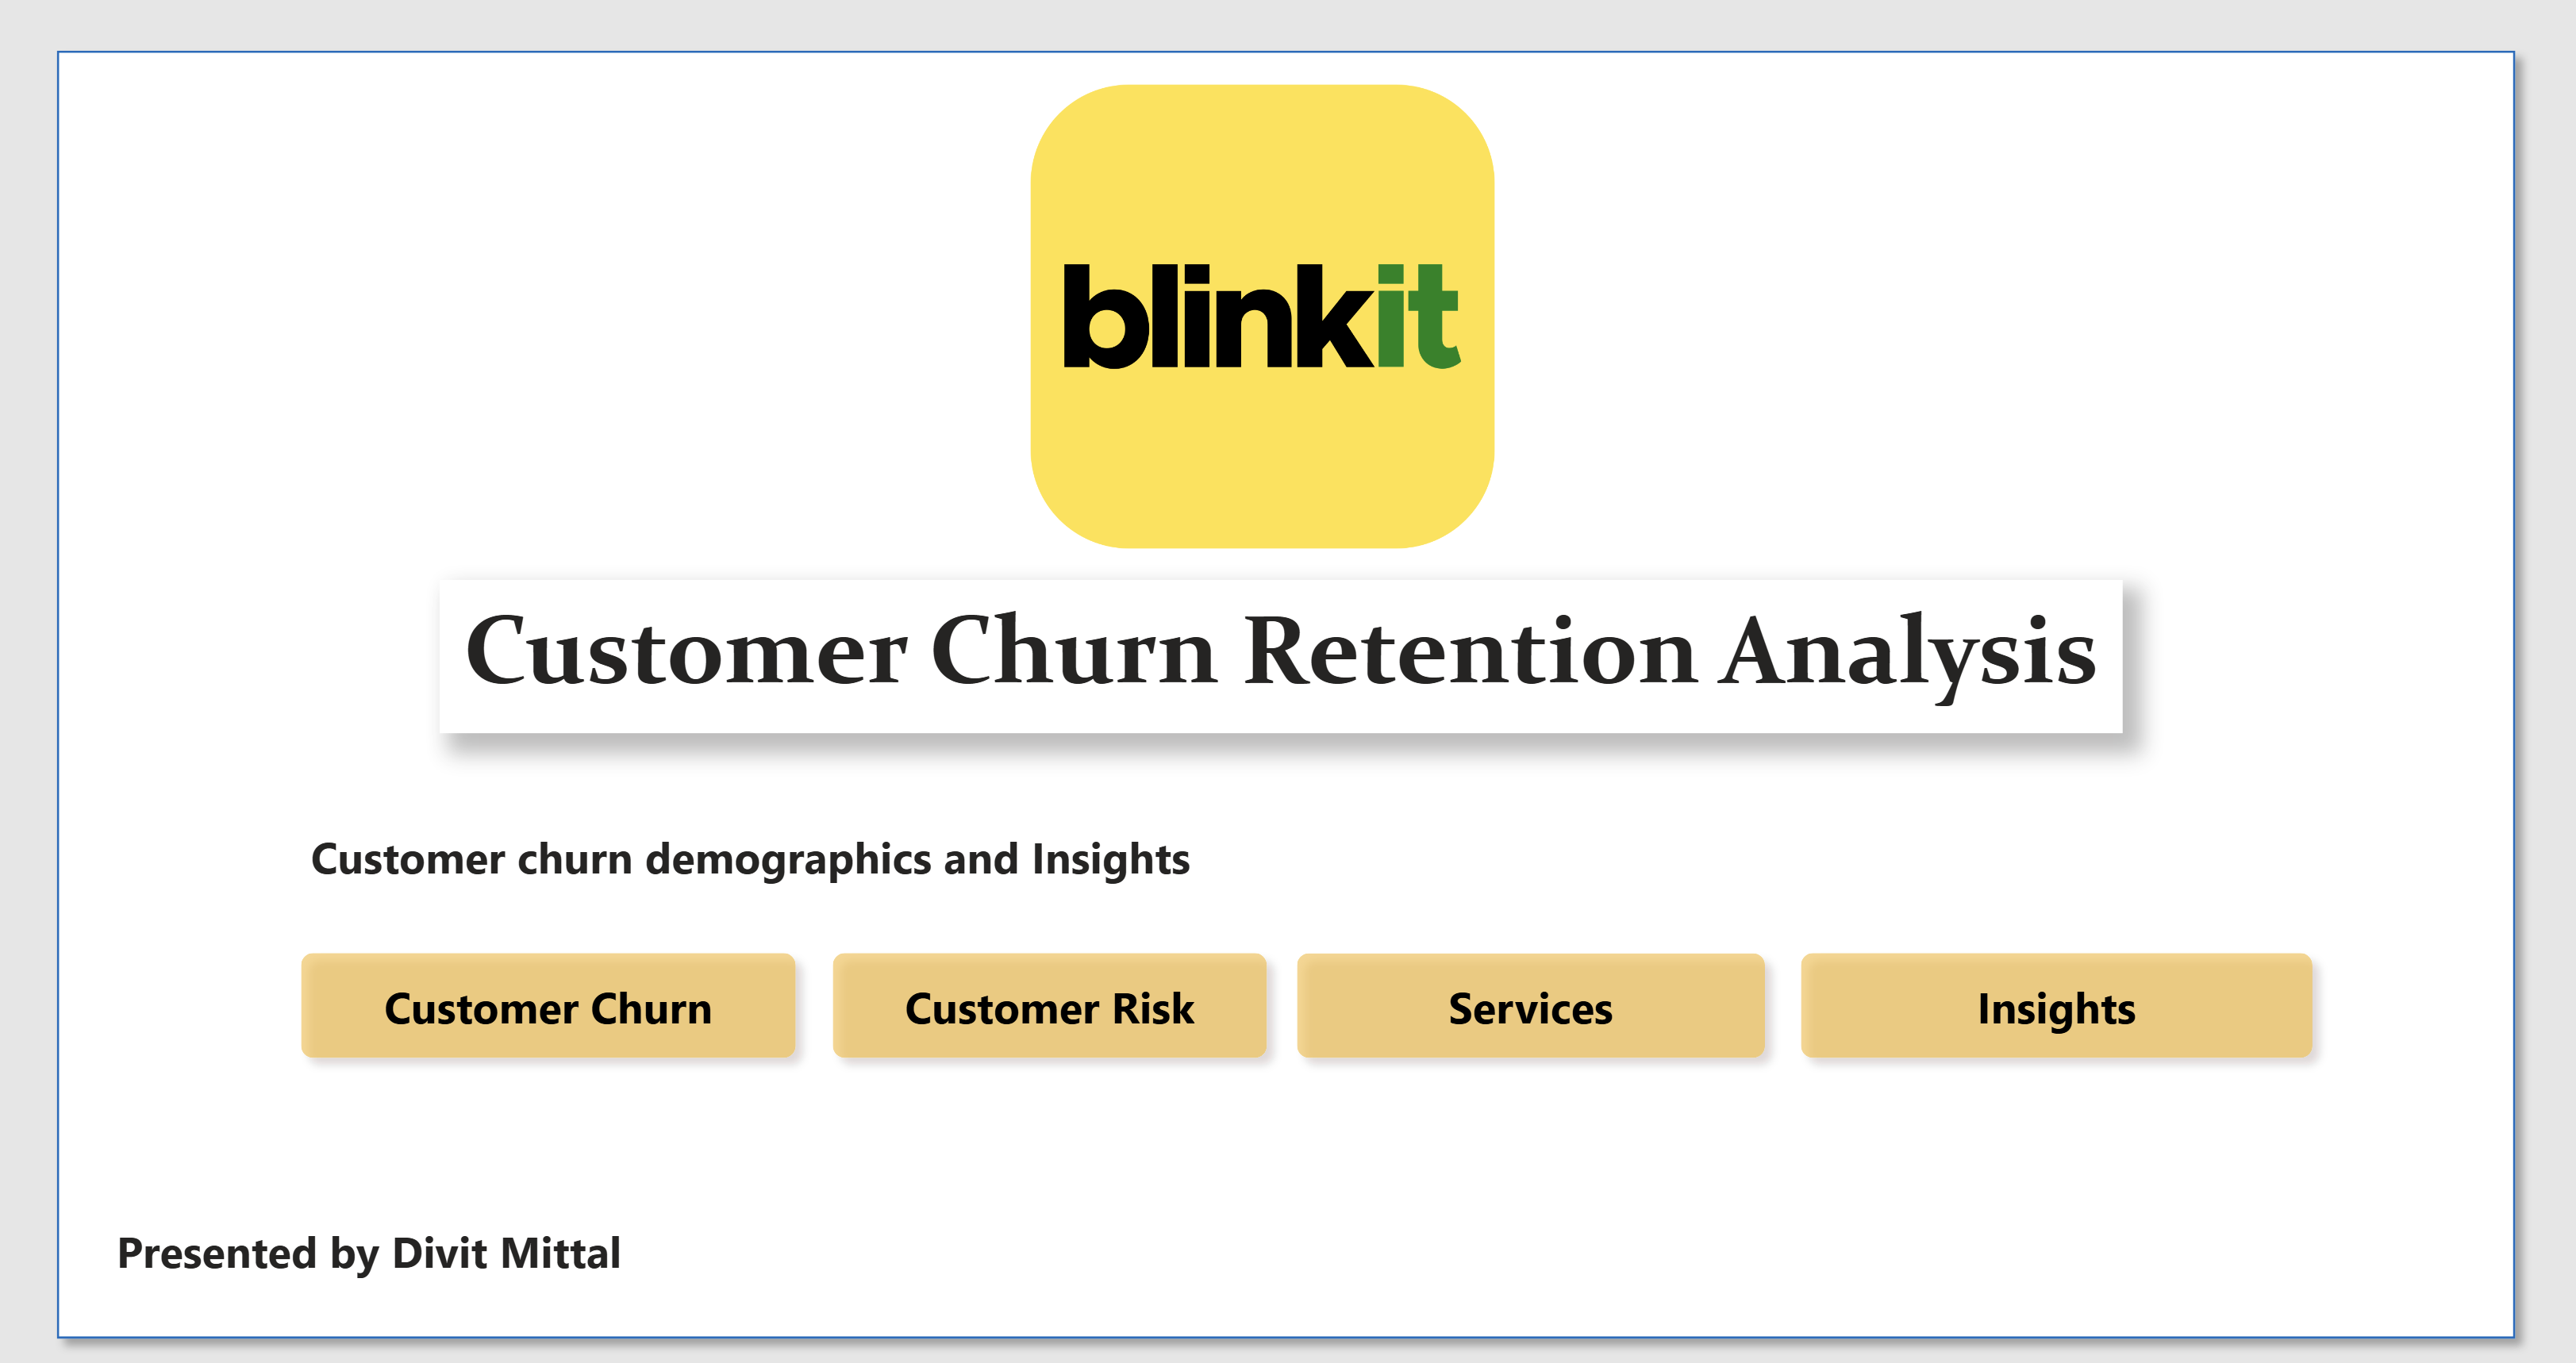 blinkit
Customer Churn Retention Analysis
Customer churn demographics and Insights
Customer Churn
Customer Risk
Services
Insights
Presented by Divit Mittal